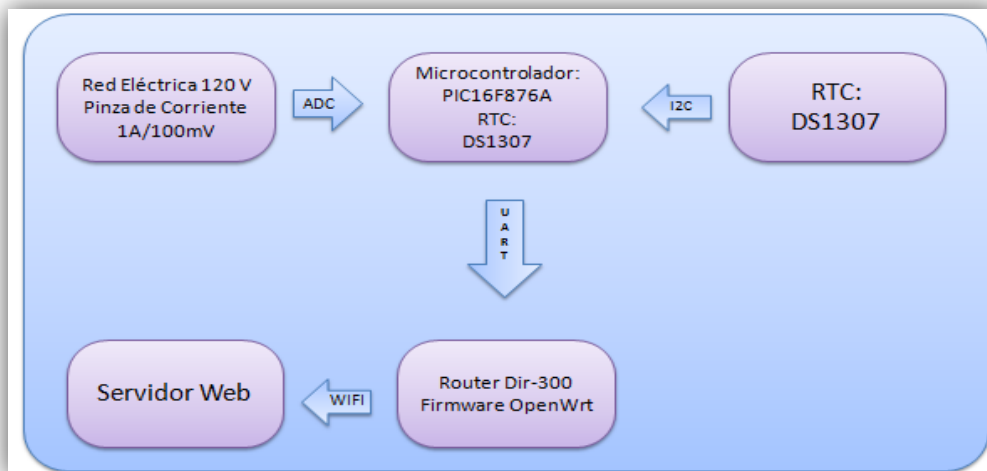 Red Eléctrica 120 V
Pinza de Corriente
1A/100mV
ADC
Microcontrolador:
PIC16F876A
RTC:
DS1307
I2C
RTC:
DS1307
UART
Servidor Web
WIFI
Router Dir-300
Firmware OpenWrt